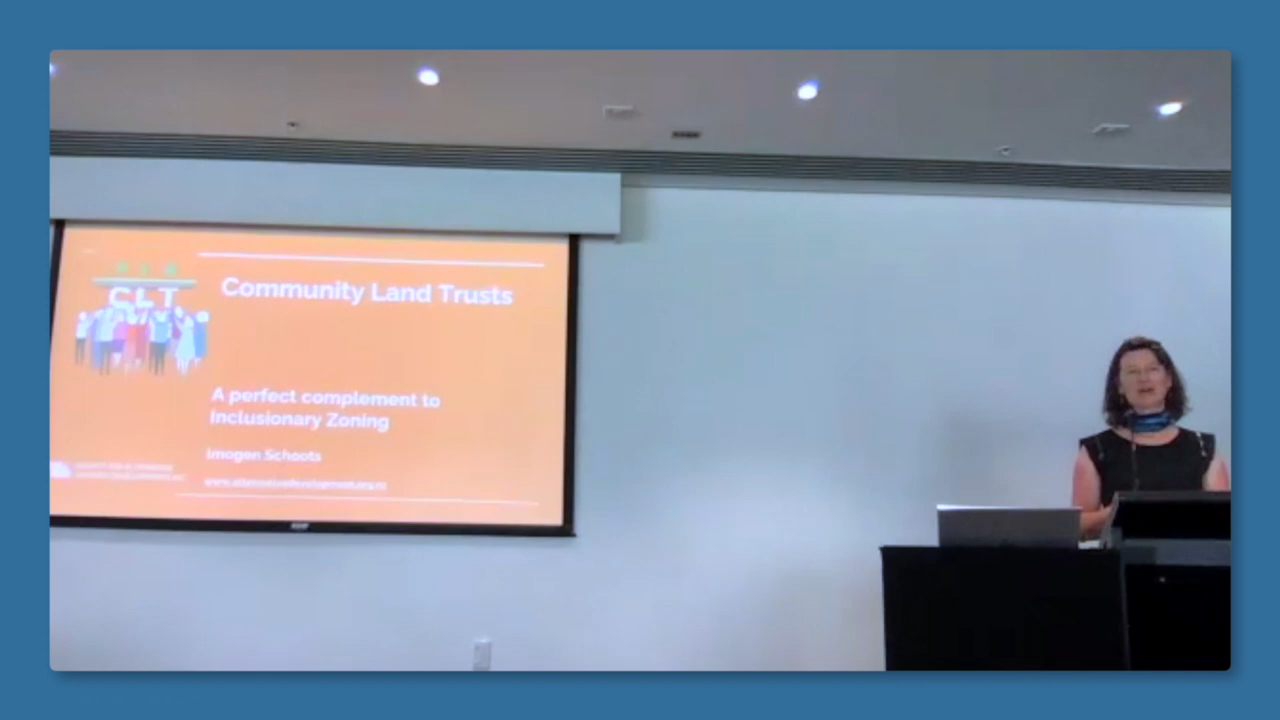 CLT
Community Land Trusts
A perfect complement to
Inclusionary Zoning
Imogen Schoots